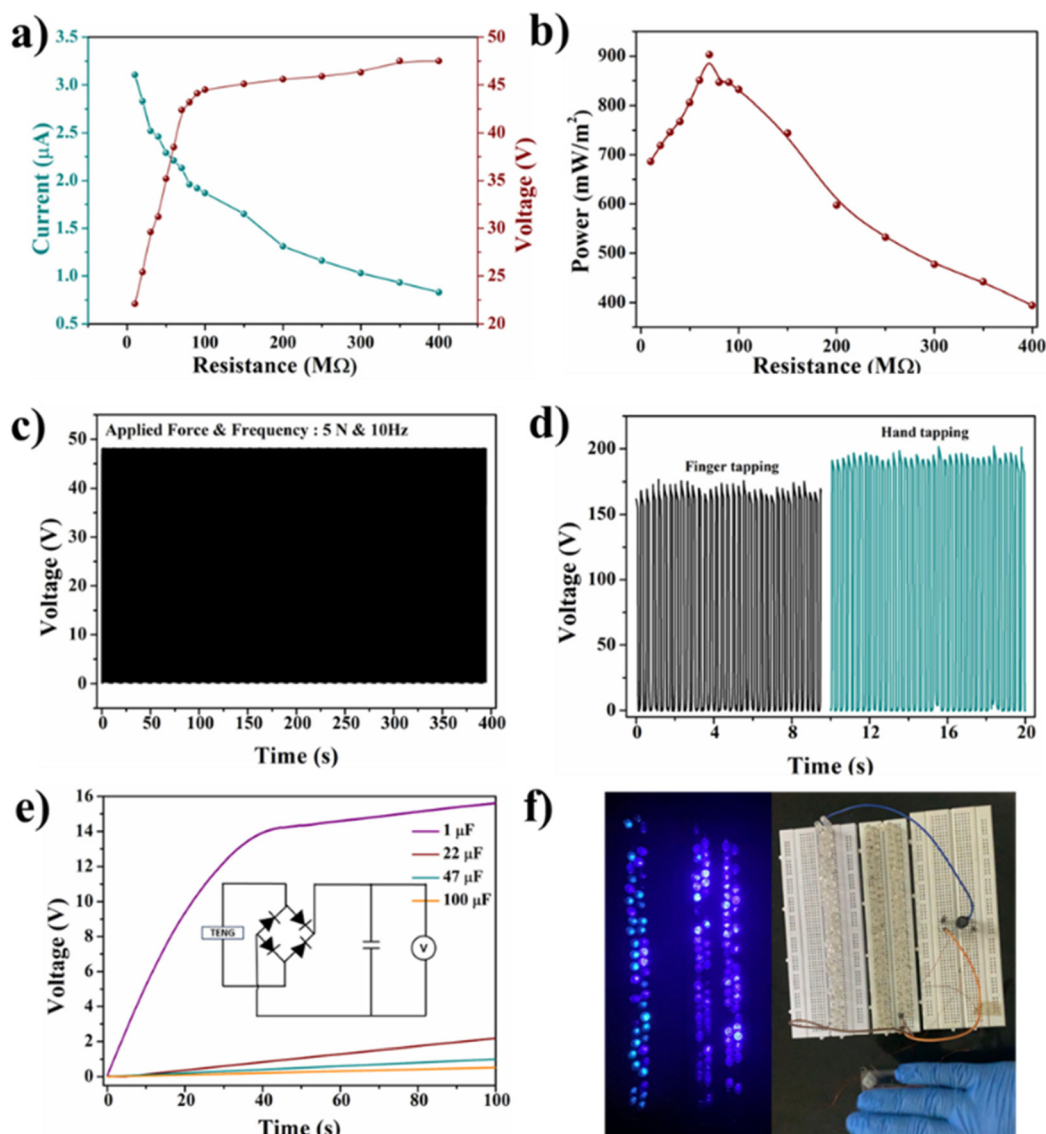 a)
3.5
3.0
2.5
2.0
1.5
1.0
0.5
Current (μA)
50
45
40
35
30
25
20
Voltage (V)
0 100 200 300 400
Resistance (MΩ)
b)
900
800
700
600
500
400
Power (mW/m²)
0 100 200 300 400
Resistance (MΩ)
c)
Applied Force & Frequency : 5 N & 10Hz
50
40
30
20
10
0
Voltage (V)
0 50 100 150 200 250 300 350 400
Time (s)
d)
Hand tapping
Finger tapping
200
150
100
50
0
Voltage (V)
0 4 8 12 16 20
Time (s)
e)
16
14
12
10
8
6
4
2
0
Voltage (V)
1 μF
22 μF
47 μF
100 μF
TENG
V
0 20 40 60 80 100
Time (s)
f)